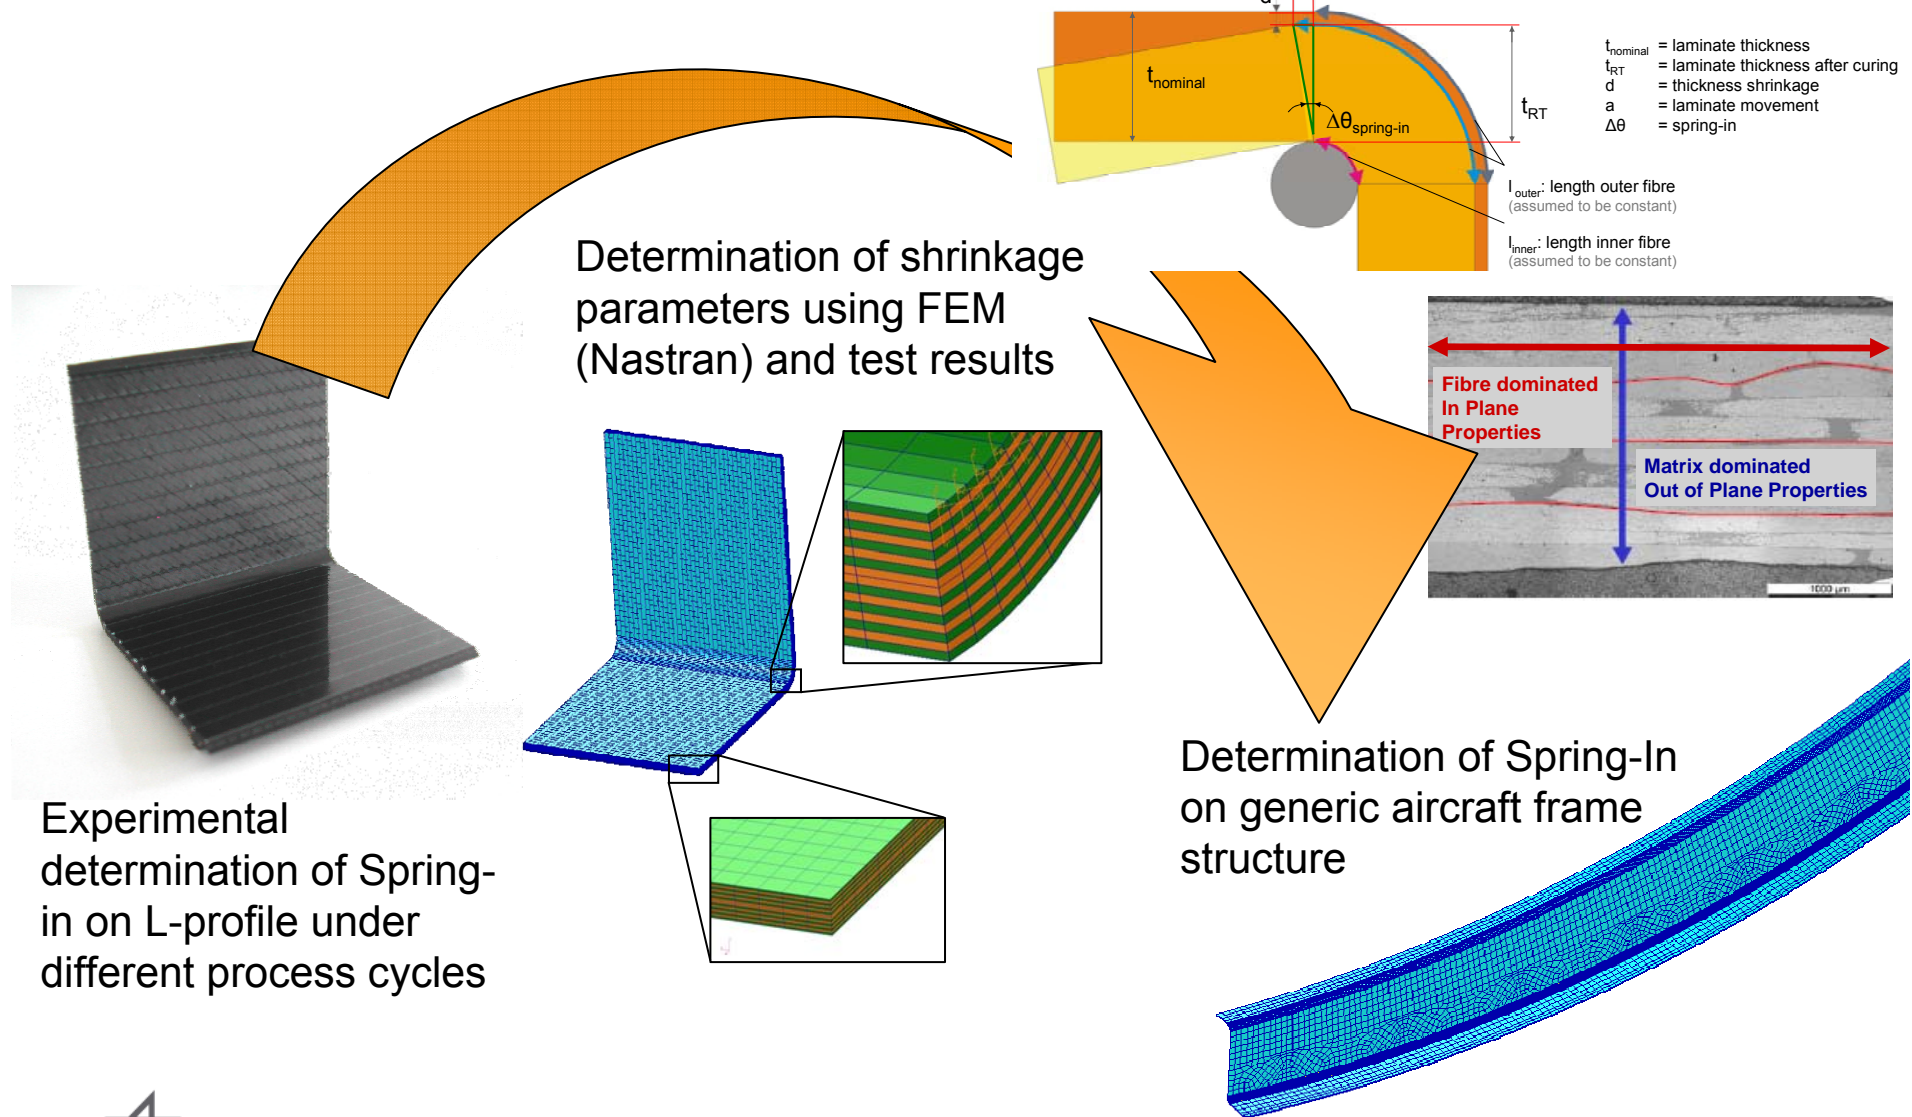 d
t_nominal
Δθ_spring-in
t_RT
t_nominal = laminate thickness
t_RT = laminate thickness after curing
d = thickness shrinkage
a = laminate movement
Δθ = spring-in
l_outer: length outer fibre
(assumed to be constant)
l_inner: length inner fibre
(assumed to be constant)
Determination of shrinkage
parameters using FEM
(Nastran) and test results
Fibre dominated
In Plane
Properties
Matrix dominated
Out of Plane Properties
1000 µm
Experimental
determination of Spring-
in on L-profile under
different process cycles
Determination of Spring-In
on generic aircraft frame
structure